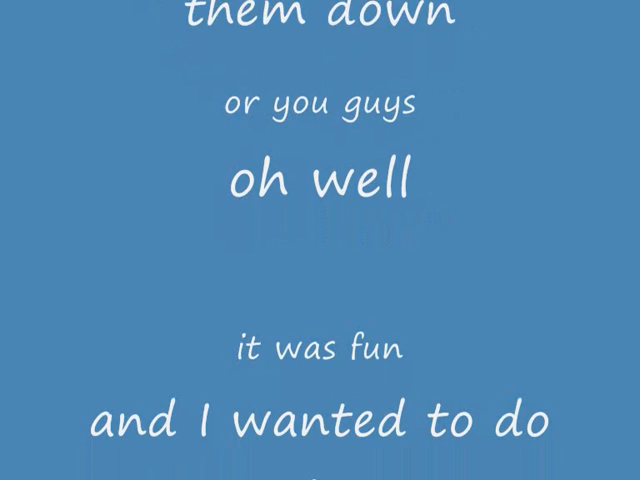 them down
or you guys
oh well
it was fun
and I wanted to do